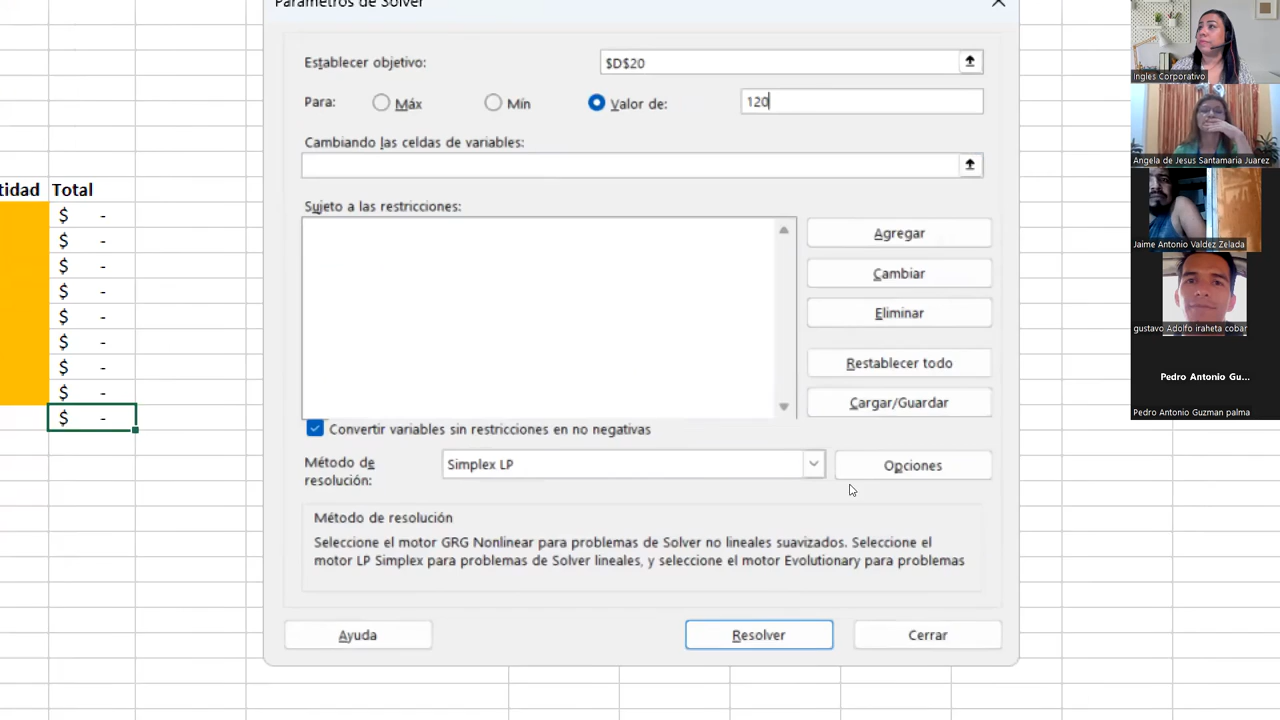 Parámetros de Solver
Establecer objetivo:
$D$20
Para:
Máx
Mín
Valor de:
120
Cambiando las celdas de variables:
Sujeto a las restricciones:
Agregar
Cambiar
Eliminar
Restablecer todo
Cargar/Guardar
Convertir variables sin restricciones en no negativas
Método de
resolución:
Simplex LP
Opciones
Método de resolución
Seleccione el motor GRG Nonlinear para problemas de Solver no lineales suavizados. Seleccione el
motor LP Simplex para problemas de Solver lineales, y seleccione el motor Evolutionary para problemas
Ayuda
Resolver
Cerrar
tidad Total
$ -
$ -
$ -
$ -
$ -
$ -
$ -
$ -
$ -
Ingles Corporativo
Angela de Jesus Santamaria Juarez
Jaime Antonio Valdez Zelada
gustavo Adolfo iraheta cobar
Pedro Antonio Gu...
Pedro Antonio Guzman palma